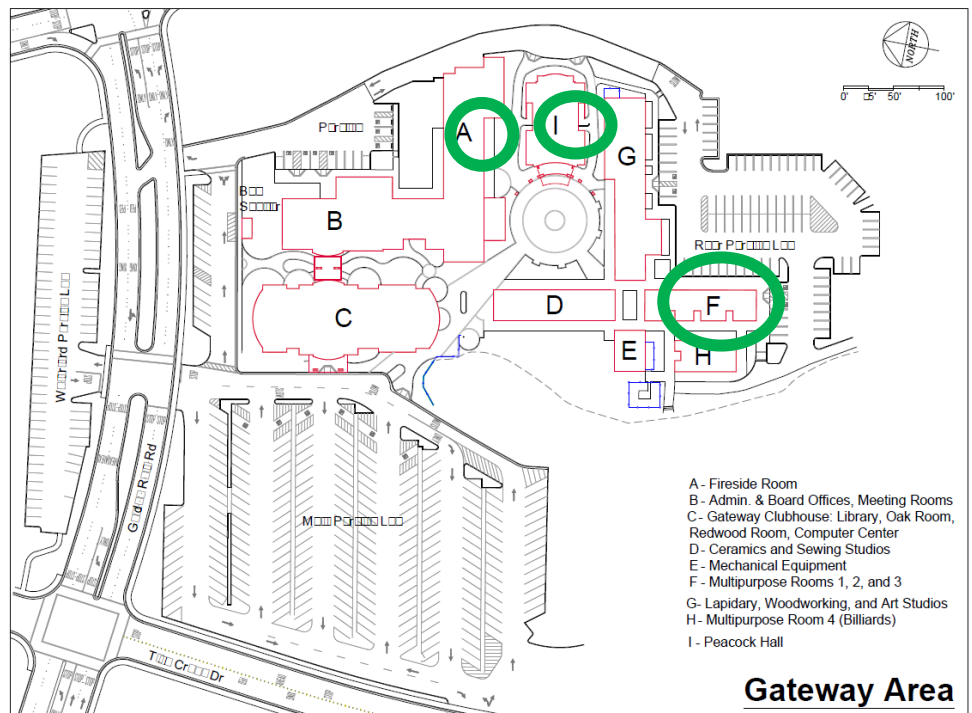 NORTH
0' 25' 50' 100'
A
I
G
B
C
D
F
E
H
A - Fireside Room
B - Admin. & Board Offices, Meeting Rooms
C - Gateway Clubhouse: Library, Oak Room,
Redwood Room, Computer Center
D - Ceramics and Sewing Studios
E - Mechanical Equipment
F - Multipurpose Rooms 1, 2, and 3
G - Lapidary, Woodworking, and Art Studios
H - Multipurpose Room 4 (Billiards)
I - Peacock Hall
Gateway Area